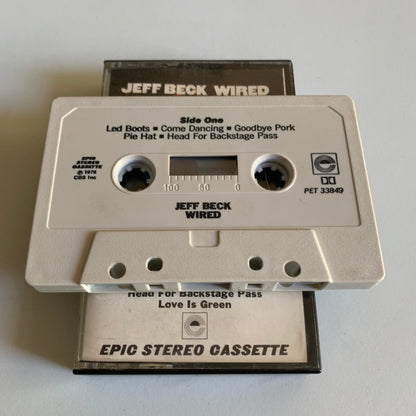 JEFF BECK WIRED
Side One
Led Boots ▪ Come Dancing ▪ Goodbye Pork
Pie Hat ▪ Head For Backstage Pass
EPIC
STEREO
CASSETTE
℗ 1976
CBS Inc
e
PET 33849
100 50 0
JEFF BECK
WIRED
Head For Backstage Pass
Love Is Green
e
EPIC STEREO CASSETTE